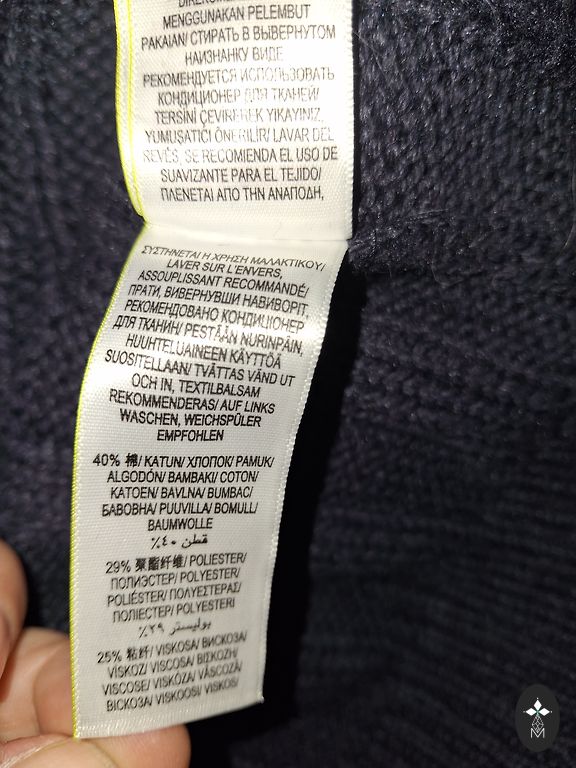 MENGGUNAKAN PELEMBUT
PAKAIAN/ СТИРАТЬ В ВЫВЕРНУТОМ
НАИЗНАНКУ ВИДЕ
РЕКОМЕНДУЕТСЯ ИСПОЛЬЗОВАТЬ
КОНДИЦИОНЕР ДЛЯ ТКАНЕЙ/
TERSİNİ ÇEVİREREK YIKAYINIZ,
YUMUŞATICI ÖNERİLİR/ LAVAR DEL
REVÉS, SE RECOMIENDA EL USO DE
SUAVIZANTE PARA EL TEJIDO/
ΠΛΕΝΕΤΑΙ ΑΠΟ ΤΗΝ ΑΝΑΠΟΔΗ,
ΣΥΣΤΗΝΕΤΑΙ Η ΧΡΗΣΗ ΜΑΛΑΚΤΙΚΟΥ/
LAVER SUR L'ENVERS,
ASSOUPLISSANT RECOMMANDÉ/
ПРАТИ, ВИВЕРНУВШИ НАВИВОРІТ,
РЕКОМЕНДОВАНО КОНДИЦІОНЕР
ДЛЯ ТКАНИН/ PESTÄÄN NURINPÄIN,
HUUHTELUAINEEN KÄYTTÖÄ
SUOSITELLAAN/ TVÄTTAS VÄND UT
OCH IN, TEXTILBALSAM
REKOMMENDERAS/ AUF LINKS
WASCHEN, WEICHSPÜLER
EMPFOHLEN
40% 棉/ KATUN/ ХЛОПОК/ PAMUK/
ALGODÓN/ ΒΑΜΒΑΚΙ/ COTON/
KATOEN/ BAVLNA/ BUMBAC/
БАВОВНА/ PUUVILLA/ BOMULL/
BAUMWOLLE
قطن ٤٠٪
29% 聚酯纤维/ POLIESTER/
ПОЛИЭСТЕР/ POLYESTER/
POLIÉSTER/ ΠΟΛΥΕΣΤΕΡΑΣ/
ПОЛІЕСТЕР/ POLYESTERI
بوليستر ٢٩٪
25% 粘纤/ VISKOSA/ ВИСКОЗА/
VİSKOZ/ VISCOSA/ ΒΙΣΚΟΖΗ/
VISCOSE/ VISKÓZA/ VÂSCOZĂ/
ВІСКОЗА/ VISKOOSI/ VISKOS/